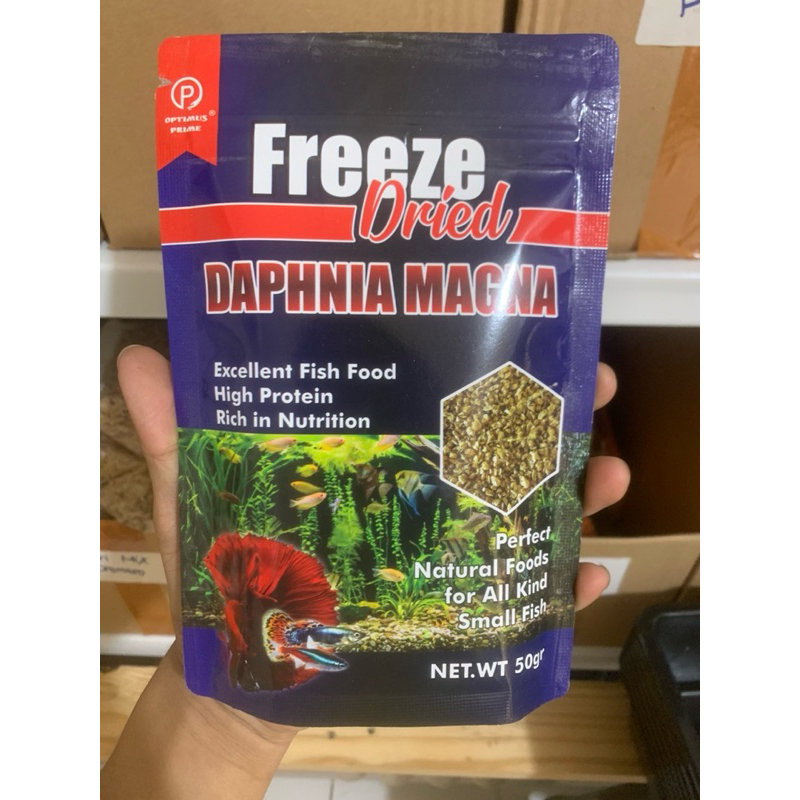 P
OPTIMUS®
PRIME
Freeze
Dried
DAPHNIA MAGNA
Excellent Fish Food
High Protein
Rich in Nutrition
Perfect
Natural Foods
for All Kind
Small Fish.
NET.WT 50gr